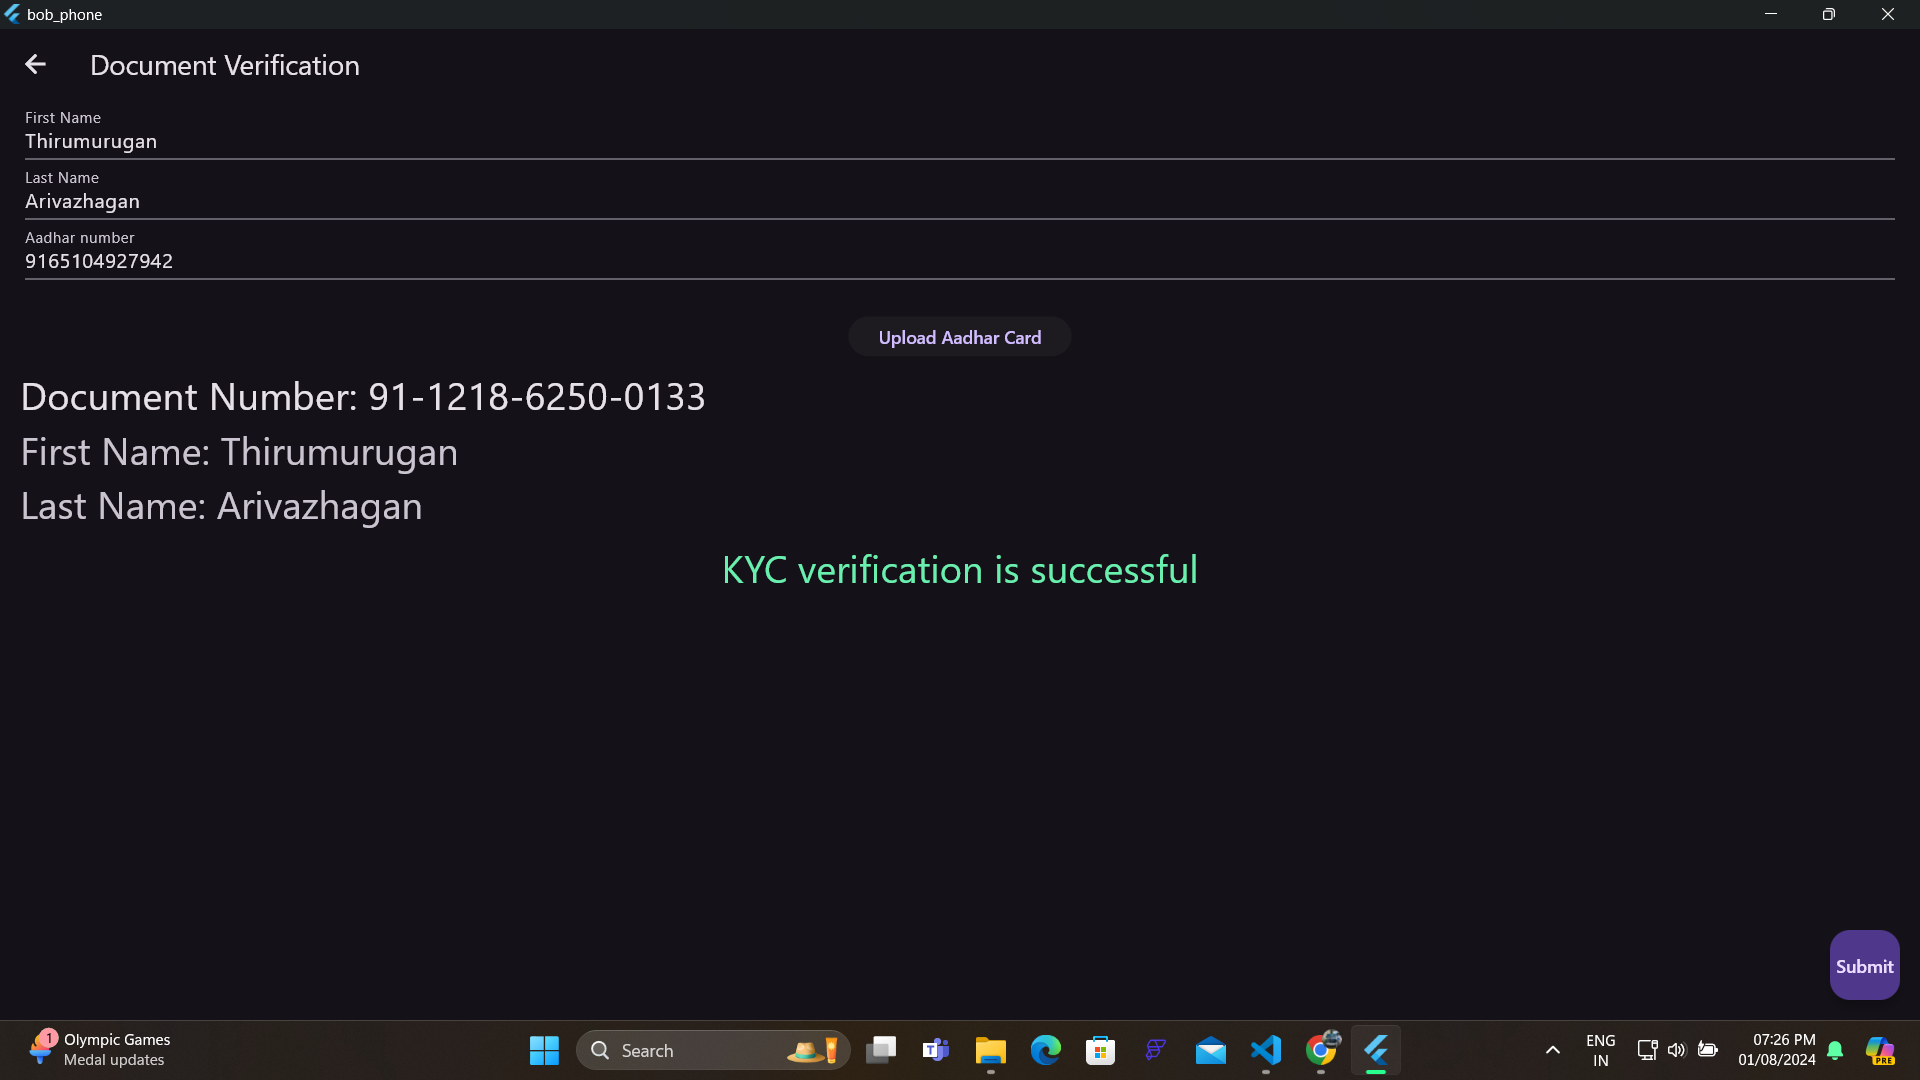 bob_phone
Document Verification
First Name
Thirumurugan
Last Name
Arivazhagan
Aadhar number
9165104927942
Upload Aadhar Card
Document Number: 91-1218-6250-0133
First Name: Thirumurugan
Last Name: Arivazhagan
KYC verification is successful
Submit
1
Olympic Games
Medal updates
Search
T
ENG
IN
07:26 PM
01/08/2024
PRE